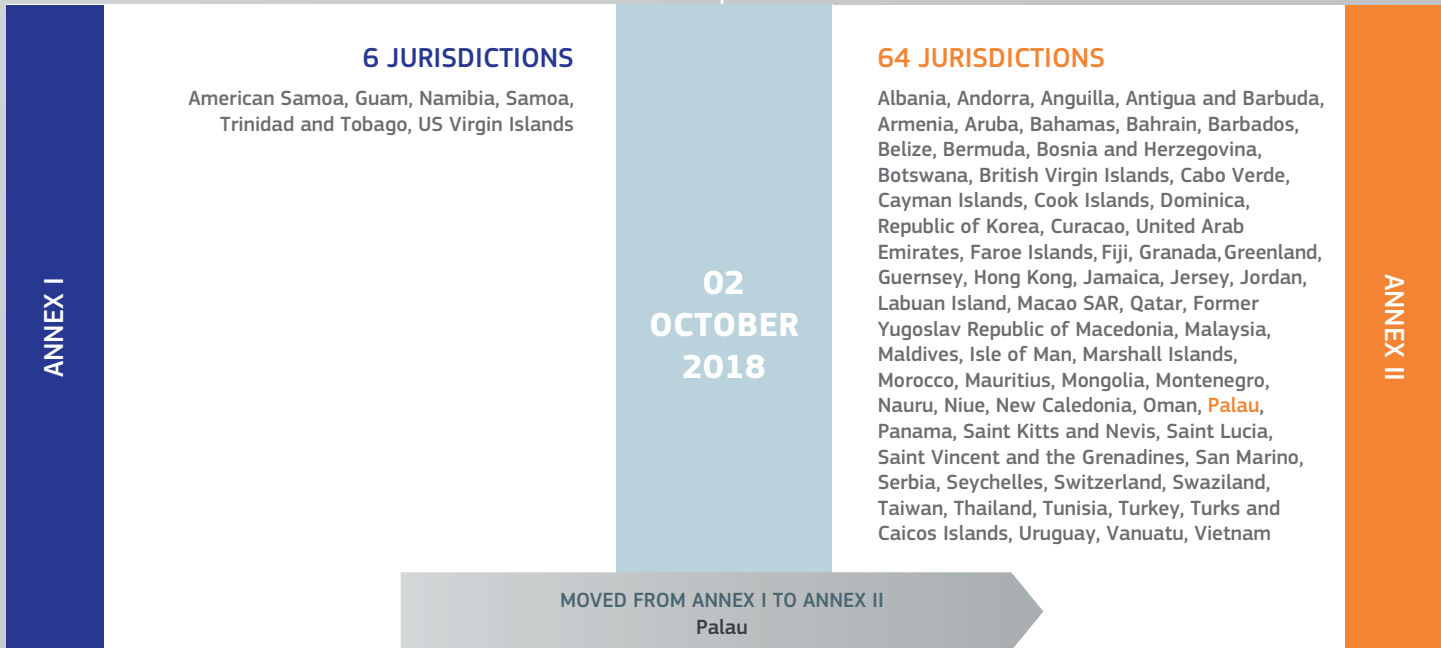 ANNEX I
6 JURISDICTIONS
American Samoa, Guam, Namibia, Samoa,
Trinidad and Tobago, US Virgin Islands
02
OCTOBER
2018
64 JURISDICTIONS
Albania, Andorra, Anguilla, Antigua and Barbuda,
Armenia, Aruba, Bahamas, Bahrain, Barbados,
Belize, Bermuda, Bosnia and Herzegovina,
Botswana, British Virgin Islands, Cabo Verde,
Cayman Islands, Cook Islands, Dominica,
Republic of Korea, Curacao, United Arab
Emirates, Faroe Islands, Fiji, Granada, Greenland,
Guernsey, Hong Kong, Jamaica, Jersey, Jordan,
Labuan Island, Macao SAR, Qatar, Former
Yugoslav Republic of Macedonia, Malaysia,
Maldives, Isle of Man, Marshall Islands,
Morocco, Mauritius, Mongolia, Montenegro,
Nauru, Niue, New Caledonia, Oman, Palau,
Panama, Saint Kitts and Nevis, Saint Lucia,
Saint Vincent and the Grenadines, San Marino,
Serbia, Seychelles, Switzerland, Swaziland,
Taiwan, Thailand, Tunisia, Turkey, Turks and
Caicos Islands, Uruguay, Vanuatu, Vietnam
ANNEX II
MOVED FROM ANNEX I TO ANNEX II
Palau